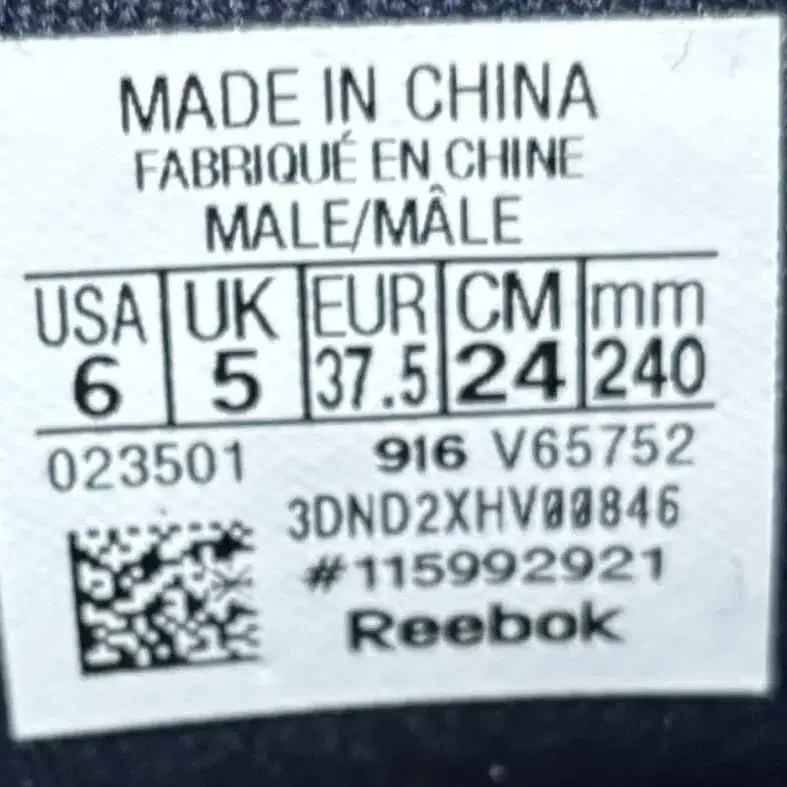 MADE IN CHINA
FABRIQUÉ EN CHINE
MALE/MÂLE
USA UK EUR CM mm
6 5 37.5 24 240
023501 916 V65752
3DND2XHV00846
#115992921
Reebok